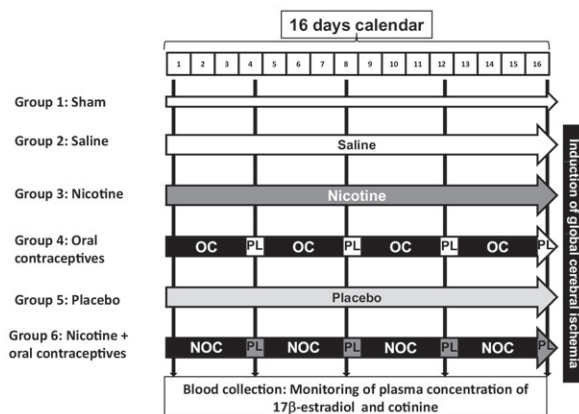 16 days calendar
1 2 3 4 5 6 7 8 9 10 11 12 13 14 15 16
Group 1: Sham
Group 2: Saline
Saline
Group 3: Nicotine
Nicotine
Group 4: Oral
contraceptives
OC PL OC PL OC PL OC PL
Group 5: Placebo
Placebo
Group 6: Nicotine +
oral contraceptives
NOC PL NOC PL NOC PL NOC PL
Induction of global cerebral ischemia
Blood collection: Monitoring of plasma concentration of
17β-estradiol and cotinine